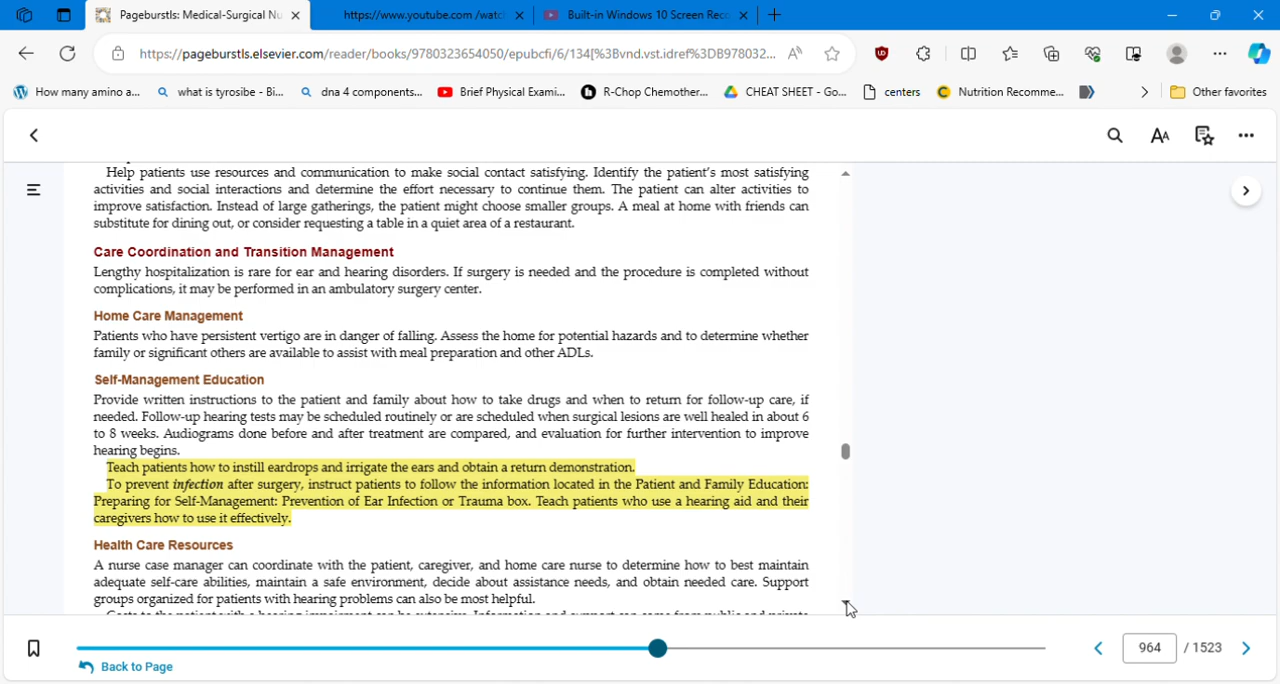 Pageburstls: Medical-Surgical Nu
https://www.youtube.com/watc
Built-in Windows 10 Screen Reco
https://pageburstls.elsevier.com/reader/books/9780323654050/epubcfi/6/134[%3Bvnd.vst.idref%3DB978032...
How many amino a...
what is tyrosibe - Bi...
dna 4 components...
Brief Physical Exami...
R-Chop Chemother...
CHEAT SHEET - Go...
centers
Nutrition Recomme...
Other favorites
Help patients use resources and communication to make social contact satisfying. Identify the patient's most satisfying
activities and social interactions and determine the effort necessary to continue them. The patient can alter activities to
improve satisfaction. Instead of large gatherings, the patient might choose smaller groups. A meal at home with friends can
substitute for dining out, or consider requesting a table in a quiet area of a restaurant.
Care Coordination and Transition Management
Lengthy hospitalization is rare for ear and hearing disorders. If surgery is needed and the procedure is completed without
complications, it may be performed in an ambulatory surgery center.
Home Care Management
Patients who have persistent vertigo are in danger of falling. Assess the home for potential hazards and to determine whether
family or significant others are available to assist with meal preparation and other ADLs.
Self-Management Education
Provide written instructions to the patient and family about how to take drugs and when to return for follow-up care, if
needed. Follow-up hearing tests may be scheduled routinely or are scheduled when surgical lesions are well healed in about 6
to 8 weeks. Audiograms done before and after treatment are compared, and evaluation for further intervention to improve
hearing begins.
Teach patients how to instill eardrops and irrigate the ears and obtain a return demonstration.
To prevent infection after surgery, instruct patients to follow the information located in the Patient and Family Education:
Preparing for Self-Management: Prevention of Ear Infection or Trauma box. Teach patients who use a hearing aid and their
caregivers how to use it effectively.
Health Care Resources
A nurse case manager can coordinate with the patient, caregiver, and home care nurse to determine how to best maintain
adequate self-care abilities, maintain a safe environment, decide about assistance needs, and obtain needed care. Support
groups organized for patients with hearing problems can also be most helpful.
964 / 1523
Back to Page